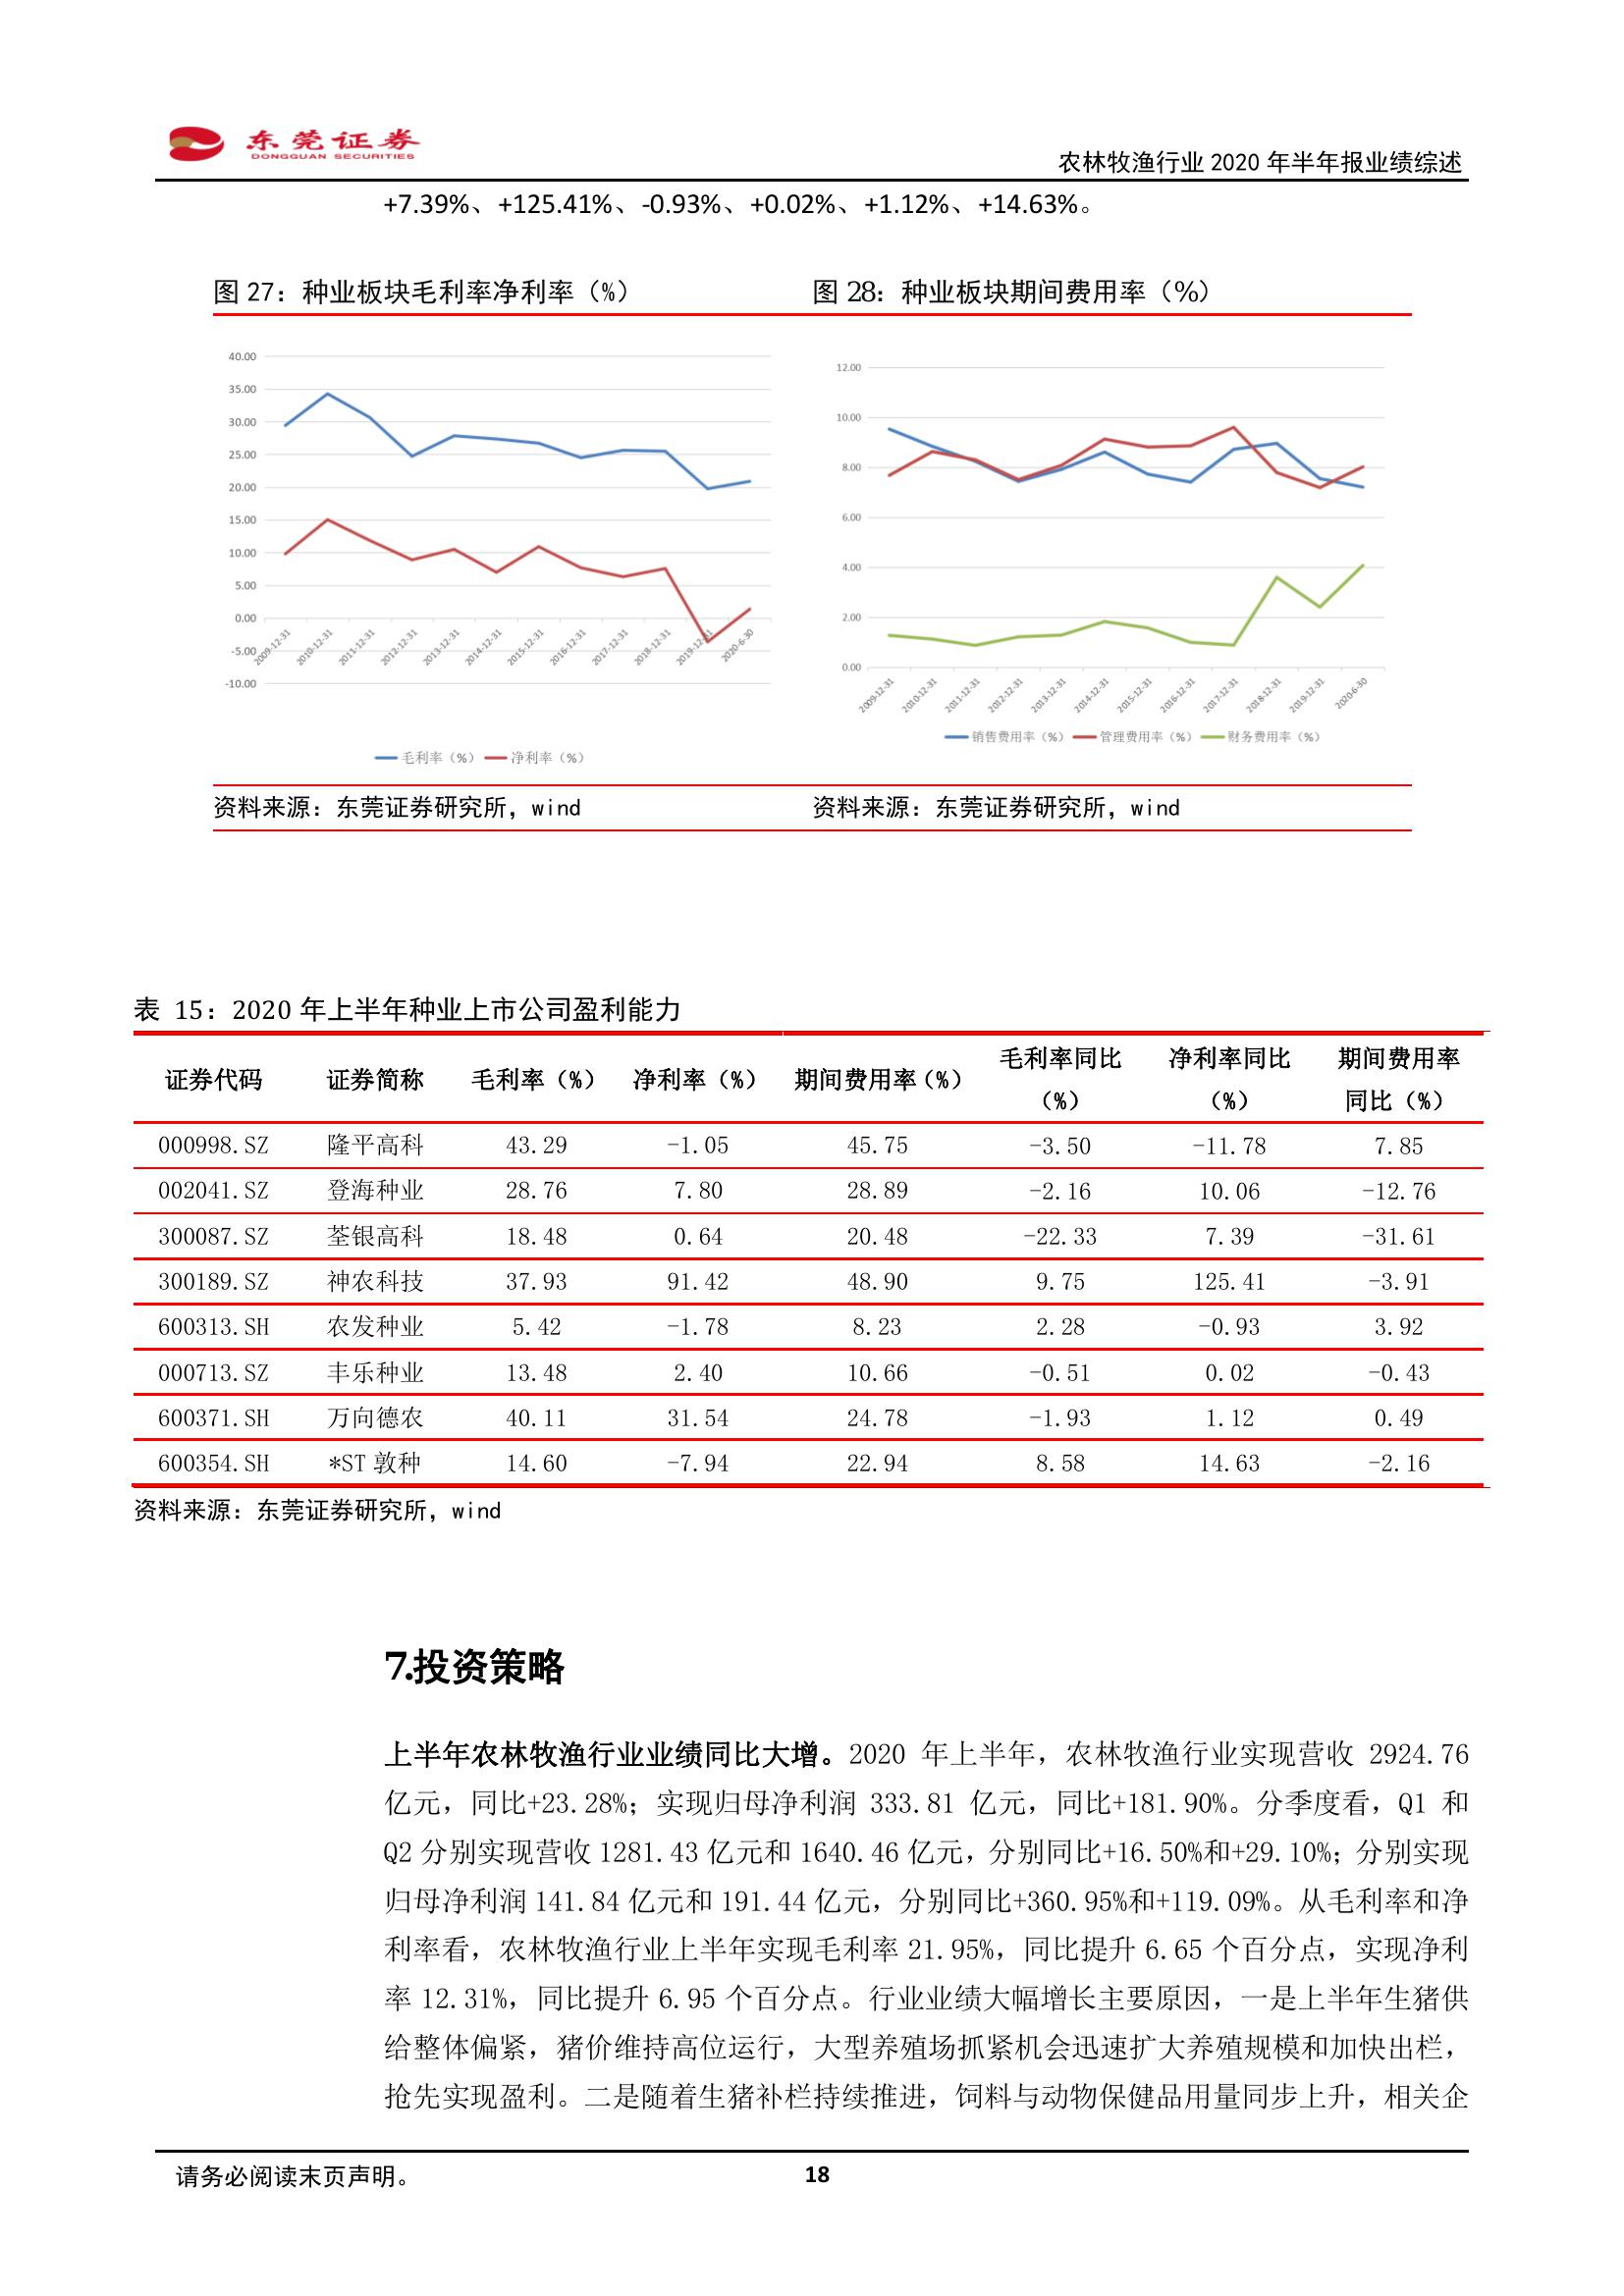 东莞证券
DONGGUAN SECURITIES
农林牧渔行业 2020 年半年报业绩综述
+7.39%、+125.41%、-0.93%、+0.02%、+1.12%、+14.63%。
图 27：种业板块毛利率净利率（%）
图 28：种业板块期间费用率（%）
40.00
35.00
30.00
25.00
20.00
15.00
10.00
5.00
0.00
-5.00
-10.00
2009-12-31
2010-12-31
2011-12-31
2012-12-31
2013-12-31
2014-12-31
2015-12-31
2016-12-31
2017-12-31
2018-12-31
2019-12-31
2020-6-30
毛利率（%） 净利率（%）
12.00
10.00
8.00
6.00
4.00
2.00
0.00
2009-12-31
2010-12-31
2011-12-31
2012-12-31
2013-12-31
2014-12-31
2015-12-31
2016-12-31
2017-12-31
2018-12-31
2019-12-31
2020-6-30
销售费用率（%） 管理费用率（%） 财务费用率（%）
资料来源：东莞证券研究所，wind
资料来源：东莞证券研究所，wind
表 15：2020 年上半年种业上市公司盈利能力
证券代码 证券简称 毛利率（%） 净利率（%） 期间费用率（%） 毛利率同比（%） 净利率同比（%） 期间费用率同比（%）
000998.SZ 隆平高科 43.29 -1.05 45.75 -3.50 -11.78 7.85
002041.SZ 登海种业 28.76 7.80 28.89 -2.16 10.06 -12.76
300087.SZ 荃银高科 18.48 0.64 20.48 -22.33 7.39 -31.61
300189.SZ 神农科技 37.93 91.42 48.90 9.75 125.41 -3.91
600313.SH 农发种业 5.42 -1.78 8.23 2.28 -0.93 3.92
000713.SZ 丰乐种业 13.48 2.40 10.66 -0.51 0.02 -0.43
600371.SH 万向德农 40.11 31.54 24.78 -1.93 1.12 0.49
600354.SH *ST 敦种 14.60 -7.94 22.94 8.58 14.63 -2.16
资料来源：东莞证券研究所，wind
7.投资策略
上半年农林牧渔行业业绩同比大增。2020 年上半年，农林牧渔行业实现营收 2924.76
亿元，同比+23.28%；实现归母净利润 333.81 亿元，同比+181.90%。分季度看，Q1 和
Q2 分别实现营收 1281.43 亿元和 1640.46 亿元，分别同比+16.50%和+29.10%；分别实现
归母净利润 141.84 亿元和 191.44 亿元，分别同比+360.95%和+119.09%。从毛利率和净
利率看，农林牧渔行业上半年实现毛利率 21.95%，同比提升 6.65 个百分点，实现净利
率 12.31%，同比提升 6.95 个百分点。行业业绩大幅增长主要原因，一是上半年生猪供
给整体偏紧，猪价维持高位运行，大型养殖场抓紧机会迅速扩大养殖规模和加快出栏，
抢先实现盈利。二是随着生猪补栏持续推进，饲料与动物保健品用量同步上升，相关企
请务必阅读末页声明。
18